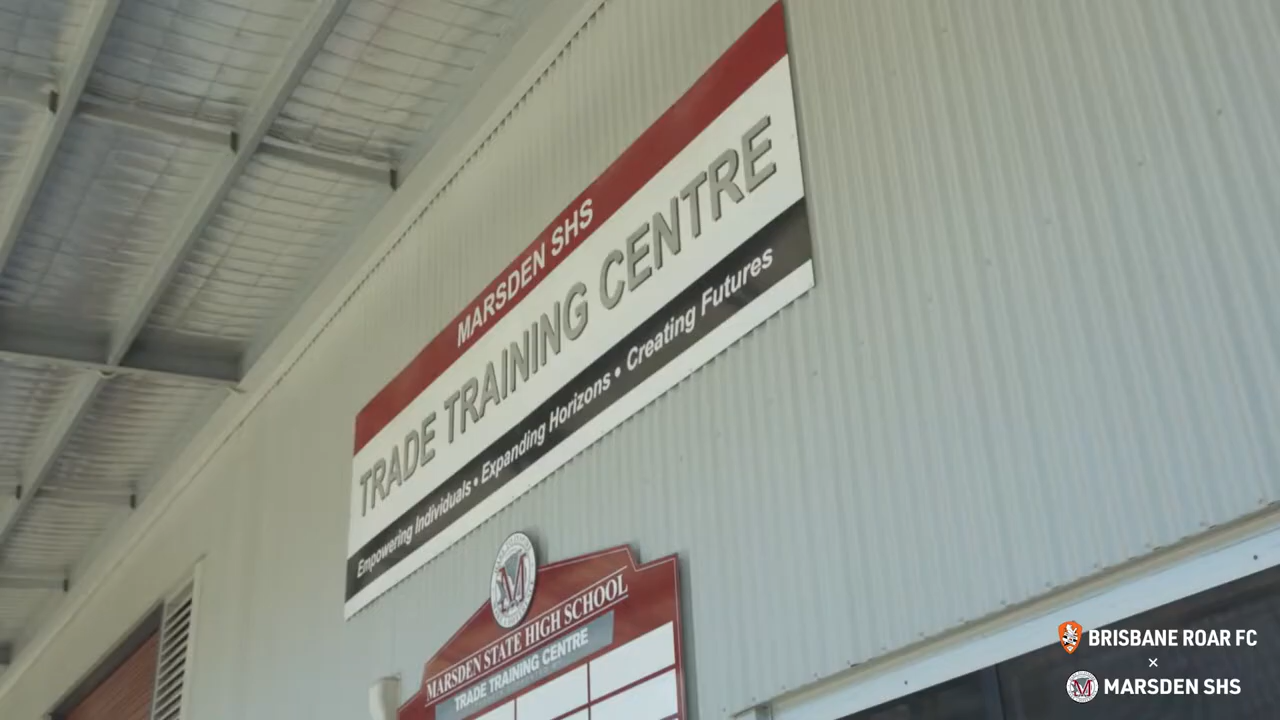 MARSDEN SHS
TRADE TRAINING CENTRE
Empowering Individuals • Expanding Horizons • Creating Futures
M
MARSDEN STATE HIGH SCHOOL
TRADE TRAINING CENTRE
BRISBANE ROAR FC
×
MARSDEN SHS